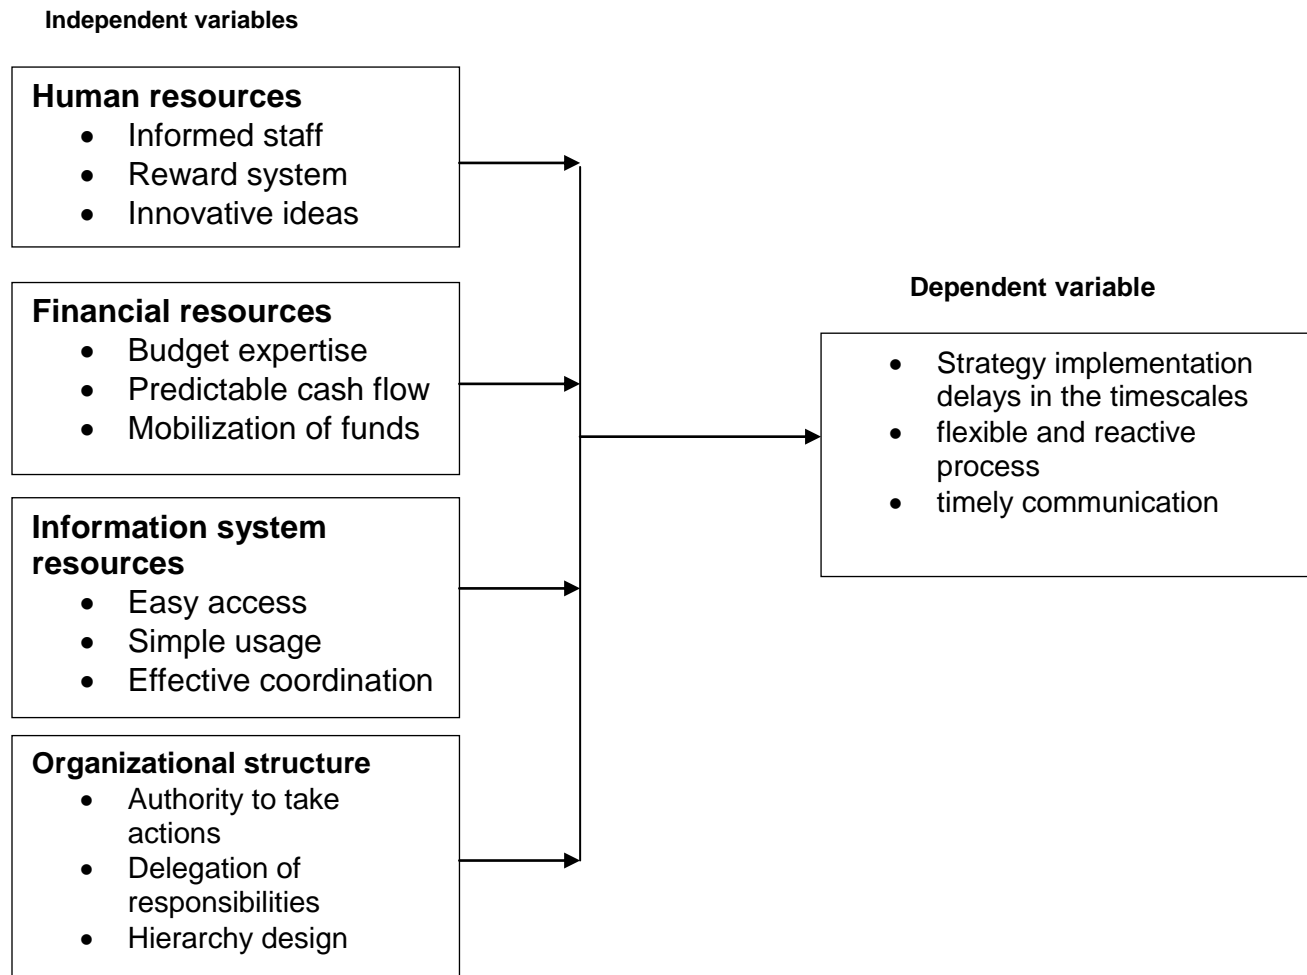 Independent variables
Human resources
• Informed staff
• Reward system
• Innovative ideas
Financial resources
• Budget expertise
• Predictable cash flow
• Mobilization of funds
Information system
resources
• Easy access
• Simple usage
• Effective coordination
Organizational structure
• Authority to take
actions
• Delegation of
responsibilities
• Hierarchy design
Dependent variable
• Strategy implementation
delays in the timescales
• flexible and reactive
process
• timely communication